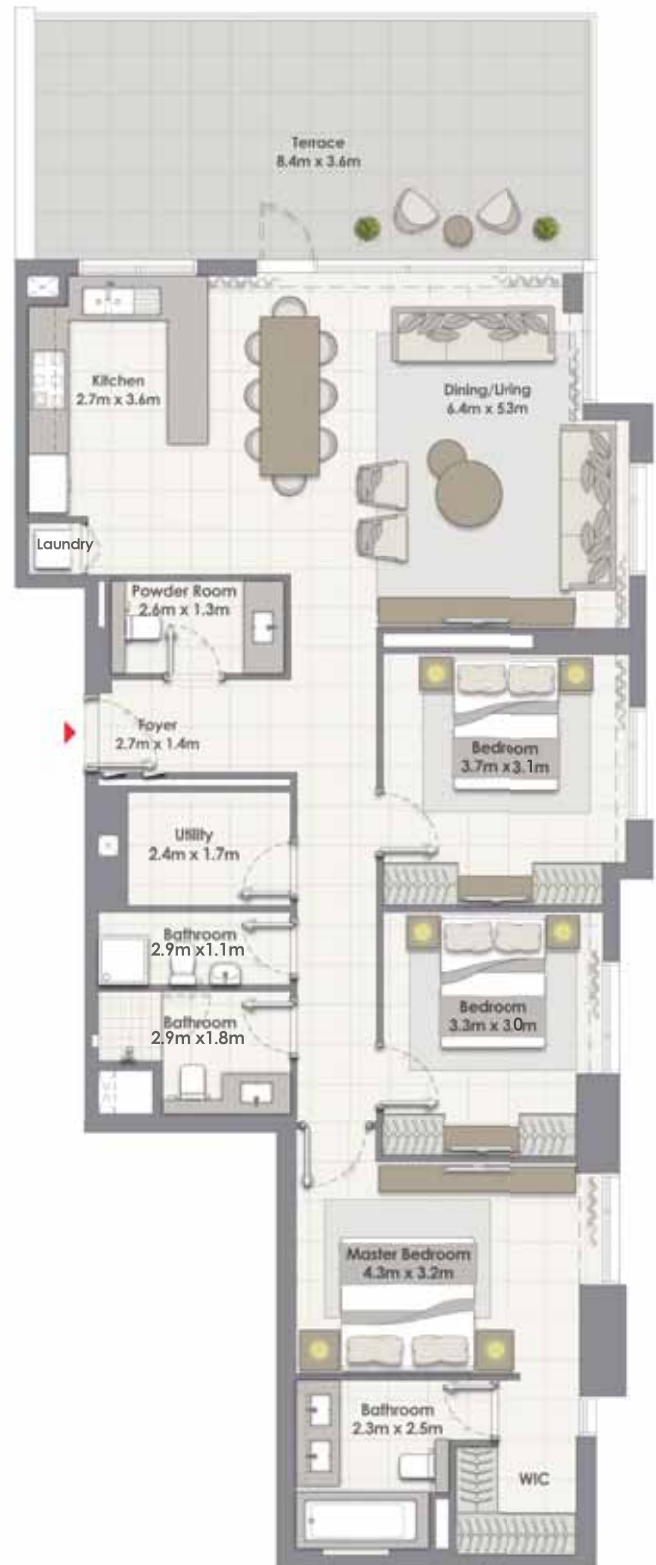 Terrace
8.4m x 3.6m
Kitchen
2.7m x 3.6m
Dining/Living
6.4m x 53m
Laundry
Powder Room
2.6m x 1.3m
Foyer
2.7m x 1.4m
Bedroom
3.7m x3.1m
Utility
2.4m x 1.7m
Bathroom
2.9m x1.1m
Bedroom
3.3m x 3.0m
Bathroom
2.9m x1.8m
Master Bedroom
4.3m x 3.2m
Bathroom
2.3m x 2.5m
WIC